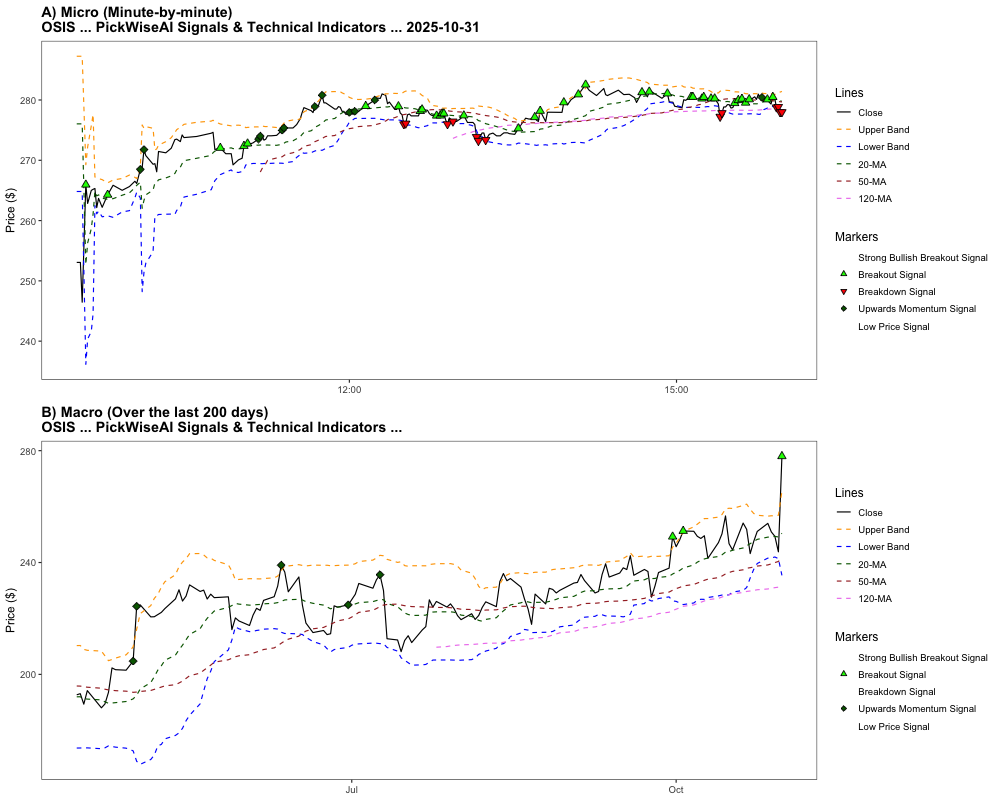 A) Micro (Minute-by-minute)
OSIS ... PickWiseAI Signals & Technical Indicators ... 2025-10-31
Price ($)
280
270
260
250
240
12:00
15:00
Lines
Close
Upper Band
Lower Band
20-MA
50-MA
120-MA
Markers
Strong Bullish Breakout Signal
Breakout Signal
Breakdown Signal
Upwards Momentum Signal
Low Price Signal
B) Macro (Over the last 200 days)
OSIS ... PickWiseAI Signals & Technical Indicators ...
Price ($)
280
240
200
Jul
Oct
Lines
Close
Upper Band
Lower Band
20-MA
50-MA
120-MA
Markers
Strong Bullish Breakout Signal
Breakout Signal
Breakdown Signal
Upwards Momentum Signal
Low Price Signal